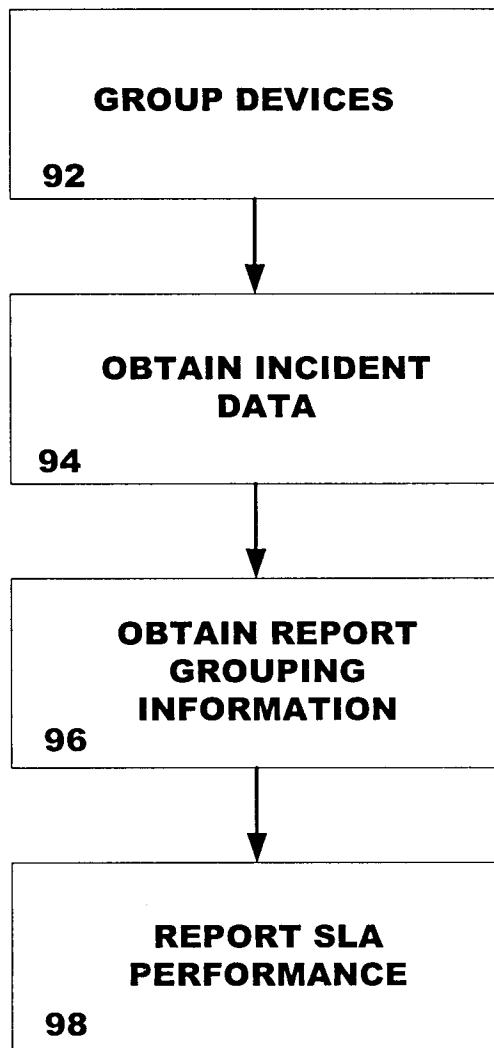 GROUP DEVICES
92
OBTAIN INCIDENT
DATA
94
OBTAIN REPORT
GROUPING
INFORMATION
96
REPORT SLA
PERFORMANCE
98